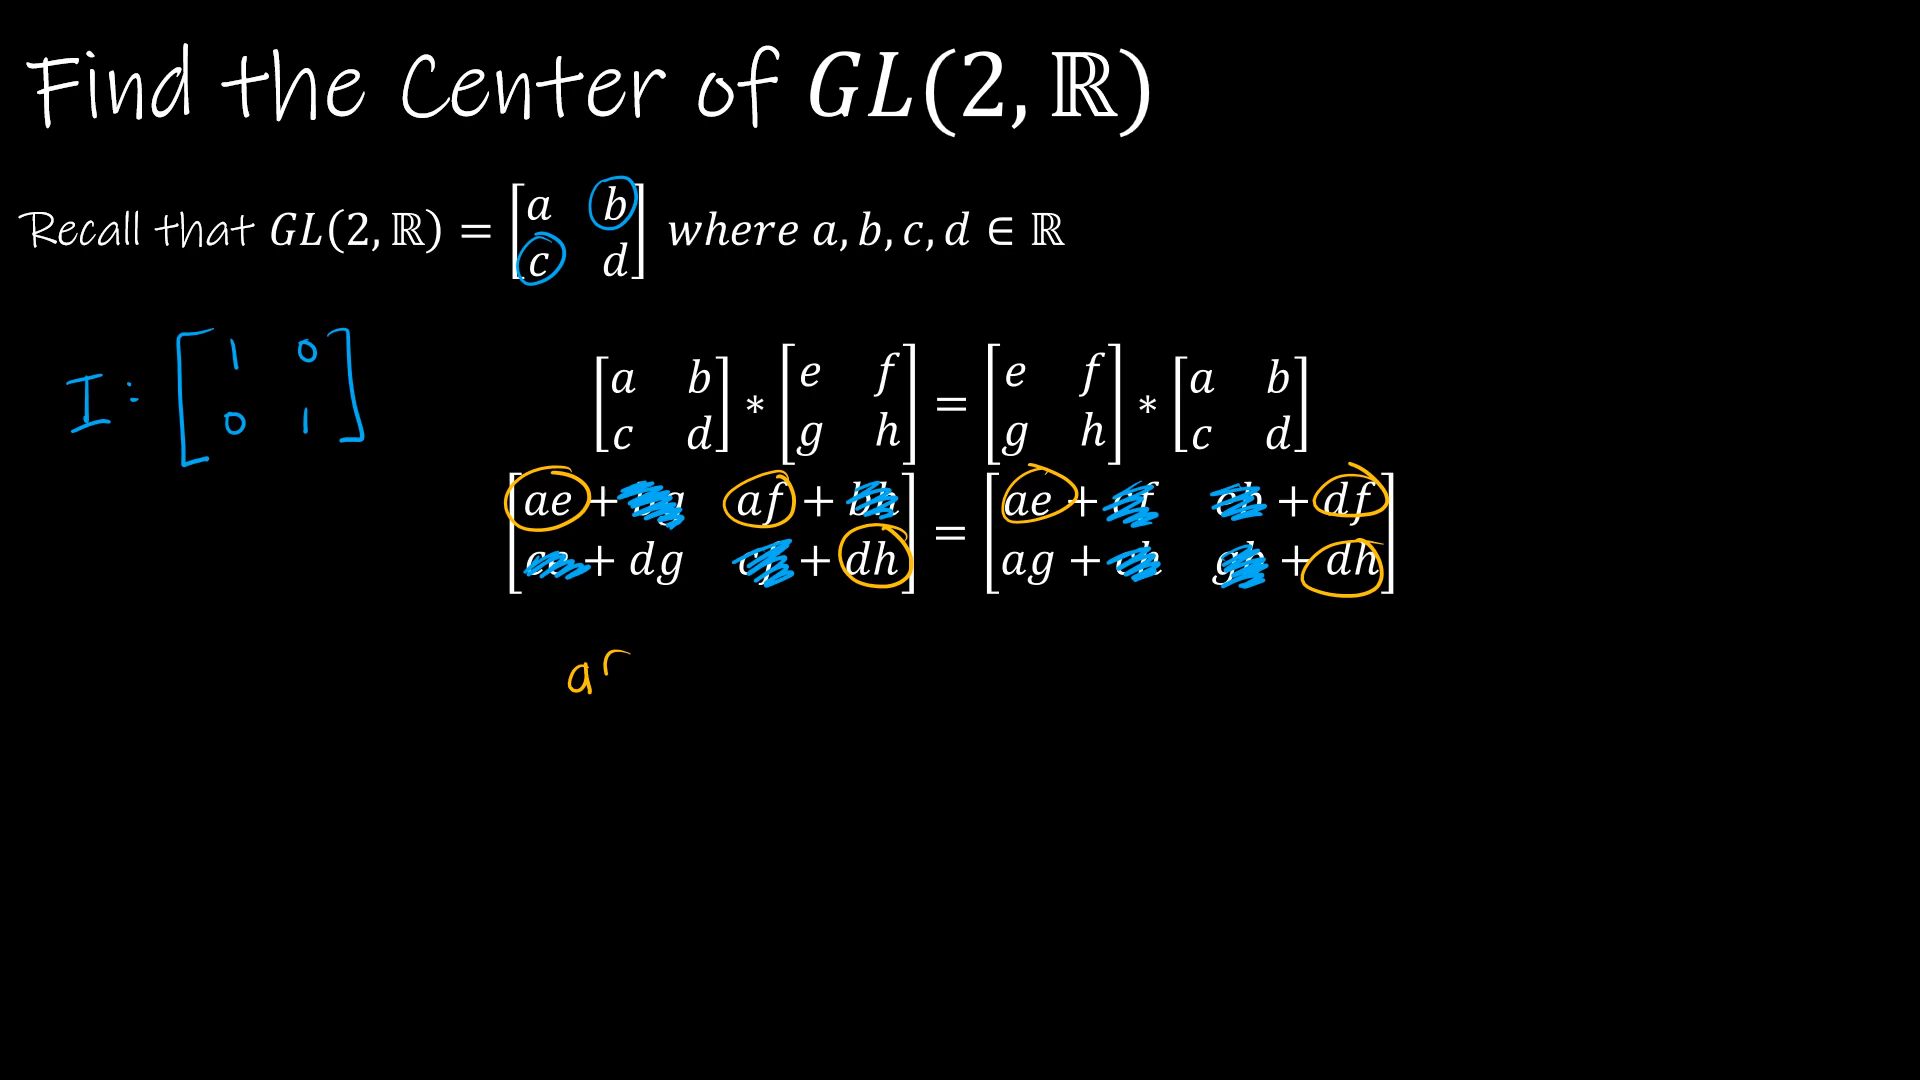 Find the Center of GL(2, ℝ)
Recall that GL(2, ℝ) = [a b; c d] where a, b, c, d ∈ ℝ
I: [1 0; 0 1]
[a b; c d] * [e f; g h] = [e f; g h] * [a b; c d]
[ae + af +; + dg + dh] = [ae + + df; ag + + dh]
a